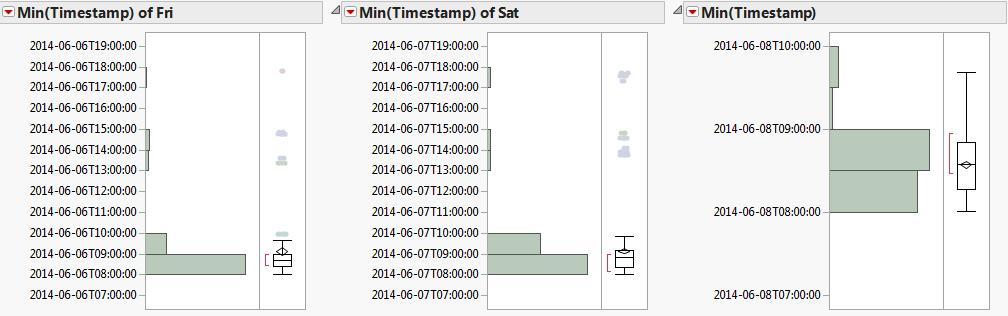 Min(Timestamp) of Fri
2014-06-06T19:00:00
2014-06-06T18:00:00
2014-06-06T17:00:00
2014-06-06T16:00:00
2014-06-06T15:00:00
2014-06-06T14:00:00
2014-06-06T13:00:00
2014-06-06T12:00:00
2014-06-06T11:00:00
2014-06-06T10:00:00
2014-06-06T09:00:00
2014-06-06T08:00:00
2014-06-06T07:00:00
Min(Timestamp) of Sat
2014-06-07T19:00:00
2014-06-07T18:00:00
2014-06-07T17:00:00
2014-06-07T16:00:00
2014-06-07T15:00:00
2014-06-07T14:00:00
2014-06-07T13:00:00
2014-06-07T12:00:00
2014-06-07T11:00:00
2014-06-07T10:00:00
2014-06-07T09:00:00
2014-06-07T08:00:00
2014-06-07T07:00:00
Min(Timestamp)
2014-06-08T10:00:00
2014-06-08T09:00:00
2014-06-08T08:00:00
2014-06-08T07:00:00